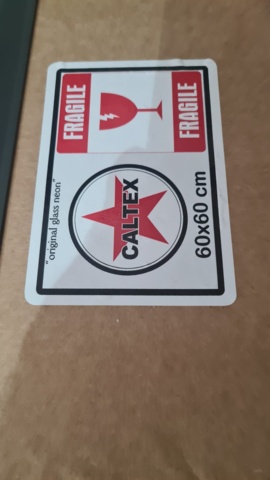 FRAGILE
FRAGILE
"original glass neon"
CALTEX
60x60 cm